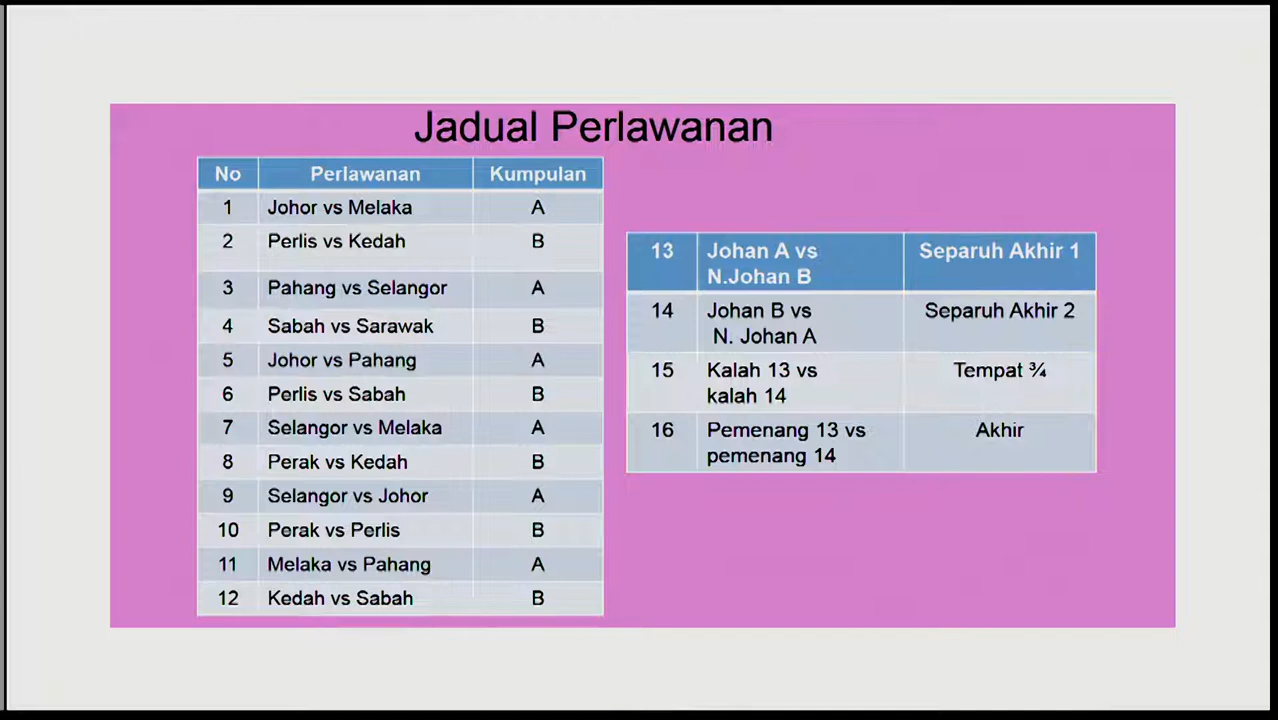 Jadual Perlawanan
No Perlawanan Kumpulan
1 Johor vs Melaka A
2 Perlis vs Kedah B
3 Pahang vs Selangor A
4 Sabah vs Sarawak B
5 Johor vs Pahang A
6 Perlis vs Sabah B
7 Selangor vs Melaka A
8 Perak vs Kedah B
9 Selangor vs Johor A
10 Perak vs Perlis B
11 Melaka vs Pahang A
12 Kedah vs Sabah B
13 Johan A vs Separuh Akhir 1
N.Johan B
14 Johan B vs Separuh Akhir 2
N. Johan A
15 Kalah 13 vs Tempat ¾
kalah 14
16 Pemenang 13 vs Akhir
pemenang 14